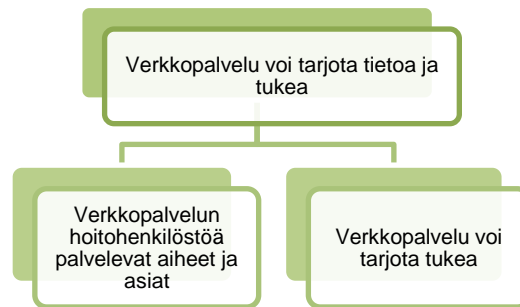 Verkkopalvelu voi tarjota tietoa ja
tukea
Verkkopalvelun
hoitohenkilöstöä
palvelevat aiheet ja
asiat
Verkkopalvelu voi
tarjota tukea